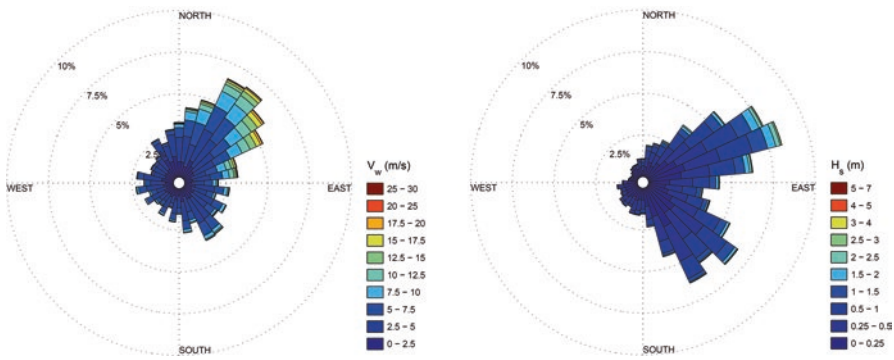 NORTH
10%
7.5%
5%
2.5%
WEST
EAST
SOUTH
V_w (m/s)
25 – 30
20 – 25
17.5 – 20
15 – 17.5
12.5 – 15
10 – 12.5
7.5 – 10
5 – 7.5
2.5 – 5
0 – 2.5
NORTH
10%
7.5%
5%
2.5%
WEST
EAST
SOUTH
H_s (m)
5 – 7
4 – 5
3 – 4
2.5 – 3
2 – 2.5
1.5 – 2
1 – 1.5
0.5 – 1
0.25 – 0.5
0 – 0.25